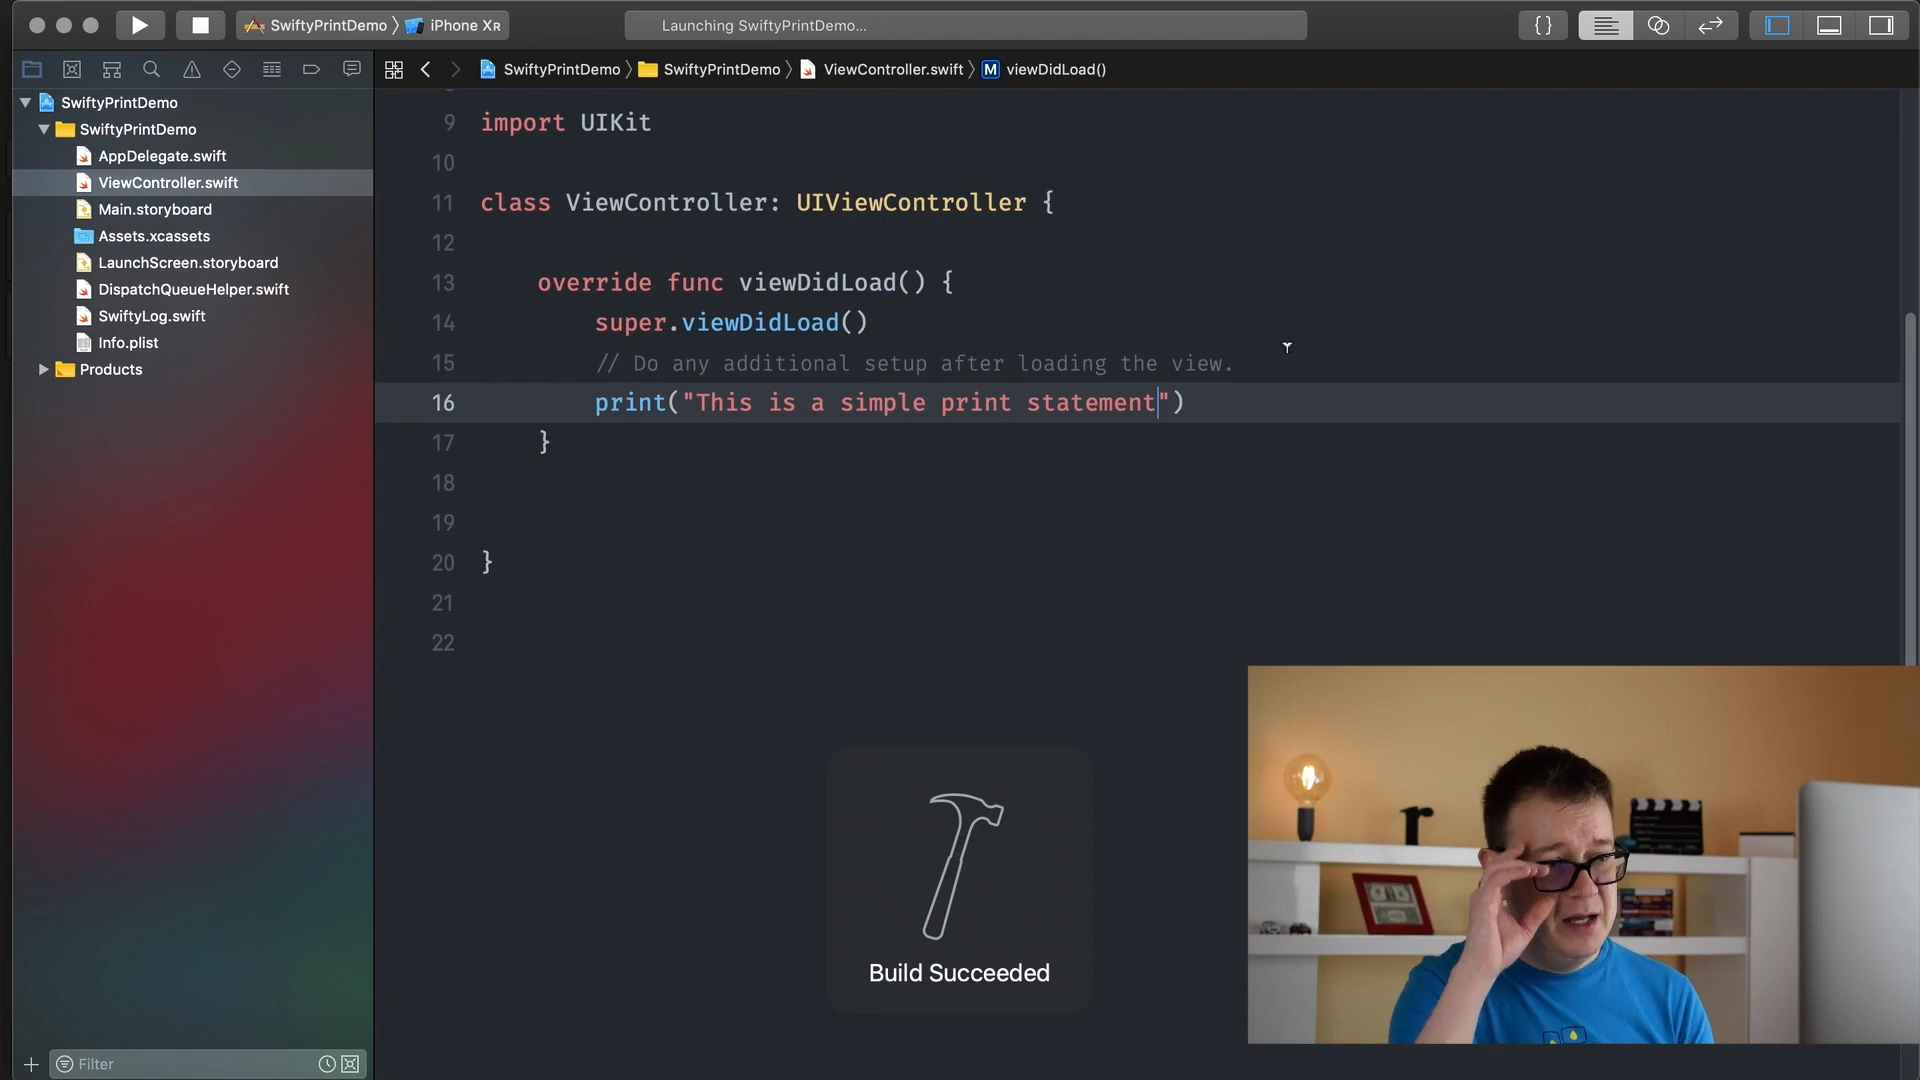 SwiftyPrintDemo 〉 iPhone XR
Launching SwiftyPrintDemo...
{}
SwiftyPrintDemo 〉 SwiftyPrintDemo 〉 ViewController.swift 〉 M viewDidLoad()
SwiftyPrintDemo
SwiftyPrintDemo
AppDelegate.swift
ViewController.swift
Main.storyboard
Assets.xcassets
LaunchScreen.storyboard
DispatchQueueHelper.swift
SwiftyLog.swift
Info.plist
Products
Filter
9 import UIKit
10
11 class ViewController: UIViewController {
12
13 override func viewDidLoad() {
14 super.viewDidLoad()
15 // Do any additional setup after loading the view.
16 print("This is a simple print statement")
17 }
18
19
20 }
21
22
Build Succeeded